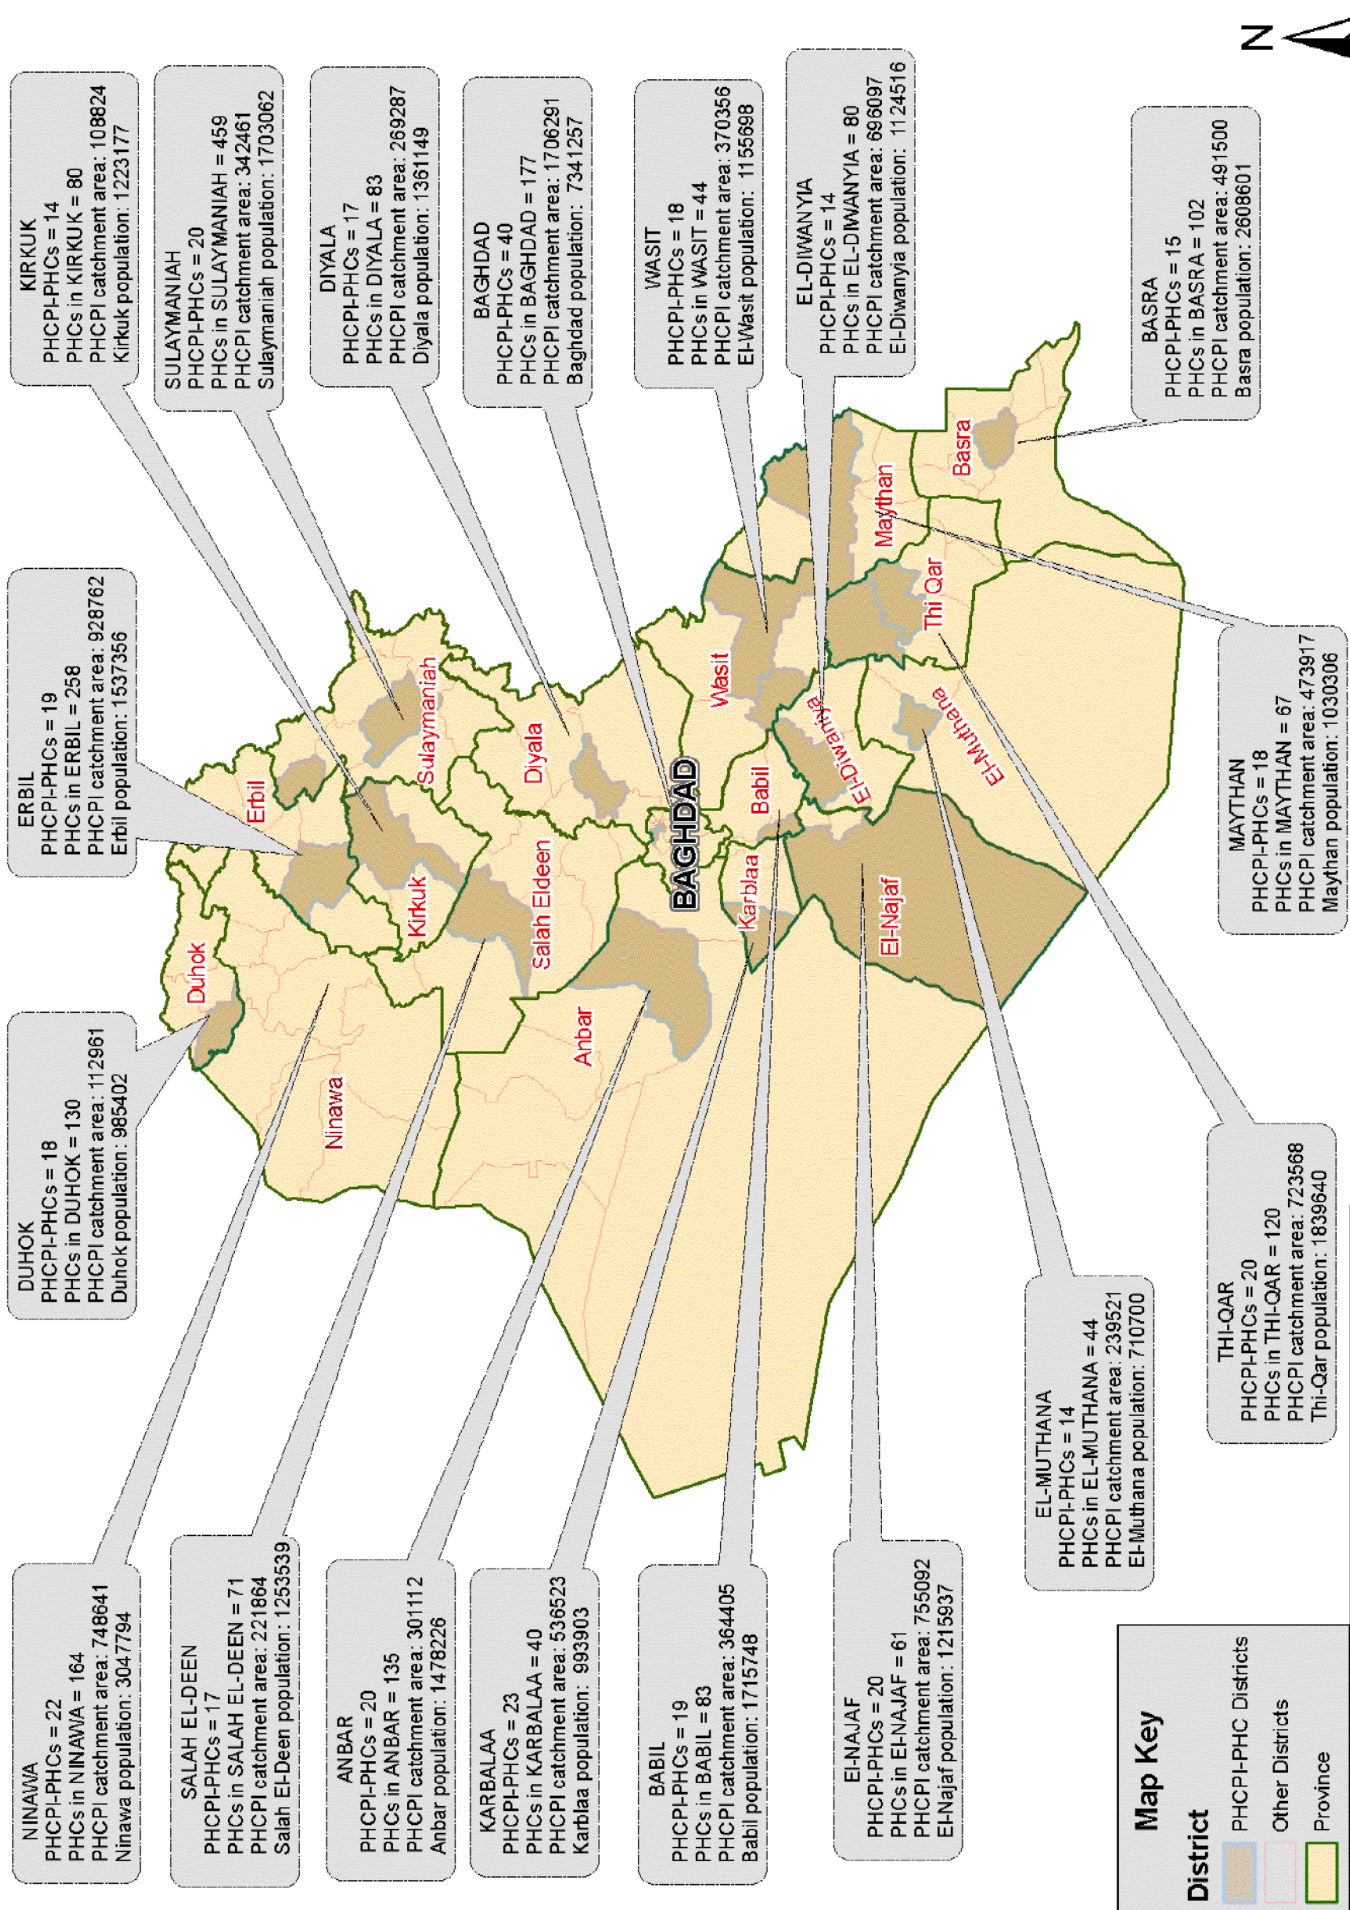 NINAWA
PHCPI-PHCs = 22
PHCs in NINAWA = 164
PHCPI catchment area: 748641
Ninawa population: 3047794
DUHOK
PHCPI-PHCs = 18
PHCs in DUHOK = 130
PHCPI catchment area: 112961
Duhok population: 985402
ERBIL
PHCPI-PHCs = 19
PHCs in ERBIL = 258
PHCPI catchment area: 928762
Erbil population: 1537356
KIRKUK
PHCPI-PHCs = 14
PHCs in KIRKUK = 80
PHCPI catchment area: 108824
Kirkuk population: 1223177
SULAYMANIAH
PHCPI-PHCs = 20
PHCs in SULAYMANIAH = 459
PHCPI catchment area: 342461
Sulaymaniah population: 1703062
DIYALA
PHCPI-PHCs = 17
PHCs in DIYALA = 83
PHCPI catchment area: 269287
Diyala population: 1361149
BAGHDAD
PHCPI-PHCs = 40
PHCs in BAGHDAD = 177
PHCPI catchment area: 1706291
Baghdad population: 7341257
WASIT
PHCPI-PHCs = 18
PHCs in WASIT = 44
PHCPI catchment area: 370356
El-Wasit population: 1155698
EL-DIWANYIA
PHCPI-PHCs = 14
PHCs in EL-DIWANYIA = 80
PHCPI catchment area: 696097
El-Diwanyia population: 1124516
BASRA
PHCPI-PHCs = 15
PHCs in BASRA = 102
PHCPI catchment area: 491500
Basra population: 2608601
SALAH EL-DEEN
PHCPI-PHCs = 17
PHCs in SALAH EL-DEEN = 71
PHCPI catchment area: 221864
Salah El-Deen population: 1253539
ANBAR
PHCPI-PHCs = 20
PHCs in ANBAR = 135
PHCPI catchment area: 301112
Anbar population: 1478226
KARBALAA
PHCPI-PHCs = 23
PHCs in KARBALAA = 40
PHCPI catchment area: 536523
Karblaa population: 993903
BABIL
PHCPI-PHCs = 19
PHCs in BABIL = 83
PHCPI catchment area: 364405
Babil population: 1715748
El-NAJAF
PHCPI-PHCs = 20
PHCs in El-NAJAF = 61
PHCPI catchment area: 755092
El-Najaf population: 1215937
EL-MUTHANA
PHCPI-PHCs = 14
PHCs in EL-MUTHANA = 44
PHCPI catchment area: 239521
El-Muthana population: 710700
THI-QAR
PHCPI-PHCs = 20
PHCs in THI-QAR = 120
PHCPI catchment area: 723568
Thi-Qar population: 1839640
MAYTHAN
PHCPI-PHCs = 18
PHCs in MAYTHAN = 67
PHCPI catchment area: 473917
Maythan population: 1030306
Duhok
Erbil
Ninawa
Kirkuk
Sulaymaniah
Salah Eldeen
Diyala
Anbar
BAGHDAD
Wasit
Karblaa
Babil
El-Diwaniya
El-Najaf
Maythan
Thi Qar
El-Muthana
Basra
N
Map Key
District
PHCPI-PHC Districts
Other Districts
Province